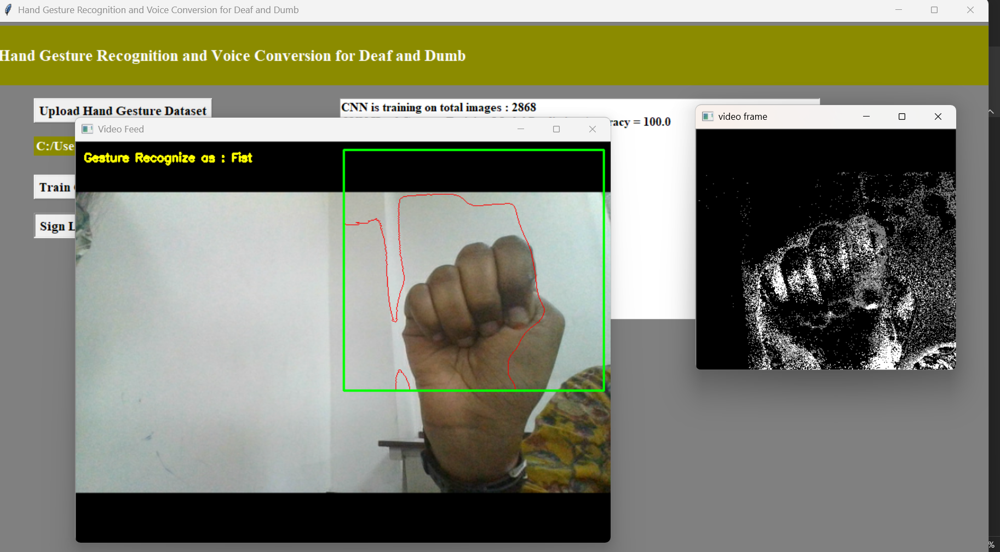 Hand Gesture Recognition and Voice Conversion for Deaf and Dumb
Hand Gesture Recognition and Voice Conversion for Deaf and Dumb
Upload Hand Gesture Dataset
CNN is training on total images : 2868
racy = 100.0
Video Feed
video frame
C:/Use
Gesture Recognize as : Fist
Train
Sign L
%